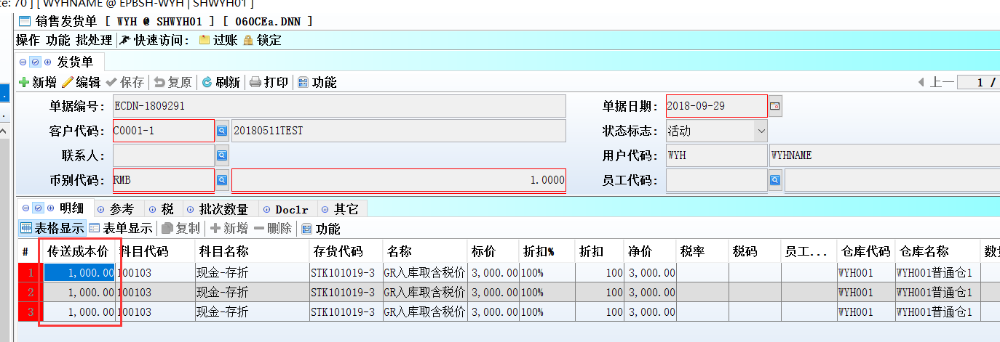 te: 70 ] [ WYHNAME @ EPBSH-WYH | SHWYH01 ]
销售发货单 [ WYH @ SHWYH01 ] [ 060CEa.DNN ]
操作 功能 批处理 快速访问: 过账 锁定
发货单
新增 编辑 保存 复原 刷新 打印 功能 上一 1 /
单据编号: ECDN-1809291 单据日期: 2018-09-29
客户代码: C0001-1 20180511TEST 状态标志: 活动
联系人: 用户代码: WYH WYHNAME
币别代码: RMB 1.0000 员工代码:
明细 参考 税 批次数量 Doc1r 其它
表格显示 表单显示 复制 新增 删除 功能
# 传送成本价 科目代码 科目名称 存货代码 名称 标价 折扣% 折扣 净价 税率 税码 员工... 仓库代码 仓库名称
1 1,000.00 100103 现金-存折 STK101019-3 GR入库取含税价 3,000.00 100% 100 3,000.00 WYH001 WYH001普通仓1
2 1,000.00 100103 现金-存折 STK101019-3 GR入库取含税价 3,000.00 100% 100 3,000.00 WYH001 WYH001普通仓1
3 1,000.00 100103 现金-存折 STK101019-3 GR入库取含税价 3,000.00 100% 100 3,000.00 WYH001 WYH001普通仓1